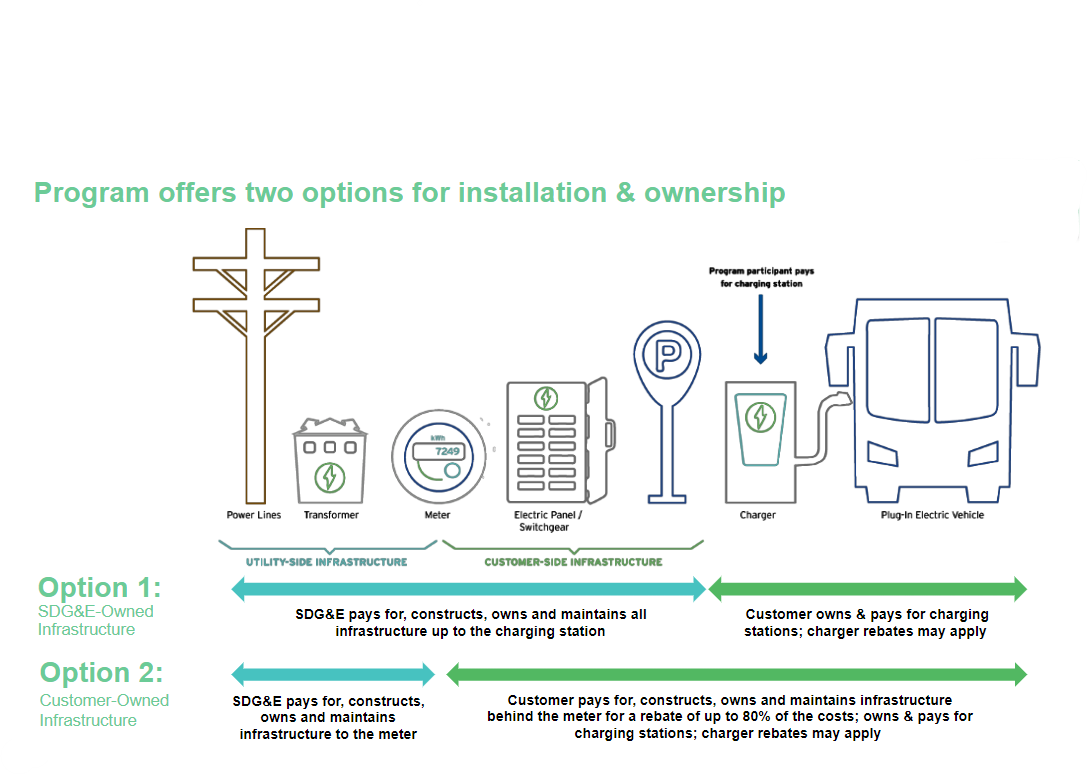 Program offers two options for installation & ownership
Program participant pays
for charging station
P
kWh
7249
Power Lines
Transformer
Meter
Electric Panel /
Switchgear
Charger
Plug-In Electric Vehicle
UTILITY-SIDE INFRASTRUCTURE
CUSTOMER-SIDE INFRASTRUCTURE
Option 1:
SDG&E-Owned
Infrastructure
SDG&E pays for, constructs, owns and maintains all
infrastructure up to the charging station
Customer owns & pays for charging
stations; charger rebates may apply
Option 2:
Customer-Owned
Infrastructure
SDG&E pays for, constructs,
owns and maintains
infrastructure to the meter
Customer pays for, constructs, owns and maintains infrastructure
behind the meter for a rebate of up to 80% of the costs; owns & pays for
charging stations; charger rebates may apply